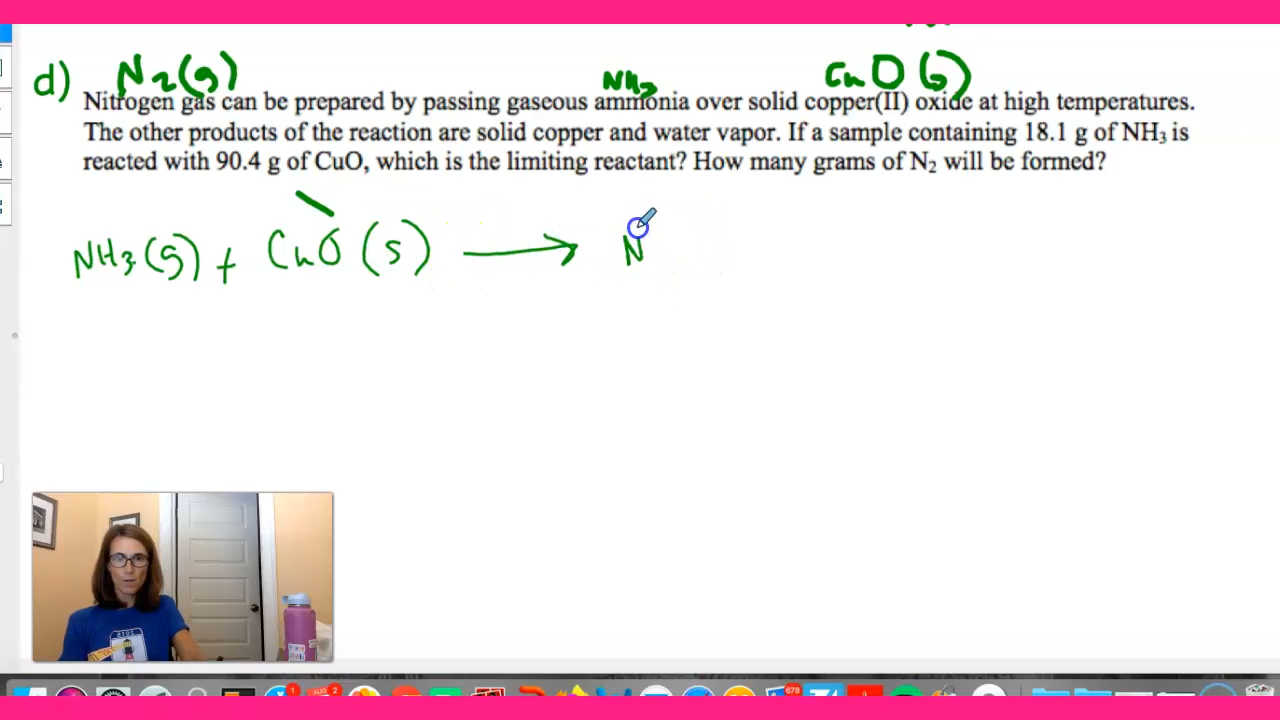 d) N2(g) NH3 CuO (s)
Nitrogen gas can be prepared by passing gaseous ammonia over solid copper(II) oxide at high temperatures.
The other products of the reaction are solid copper and water vapor. If a sample containing 18.1 g of NH₃ is
reacted with 90.4 g of CuO, which is the limiting reactant? How many grams of N₂ will be formed?
NH3 (g) + CuO (s) ⟶ N